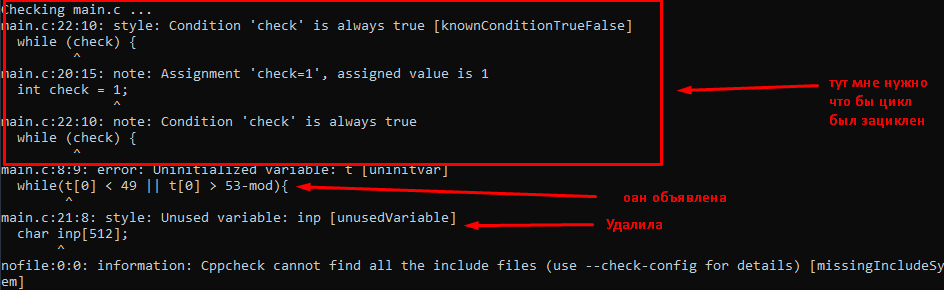 Checking main.c ...
main.c:22:10: style: Condition 'check' is always true [knownConditionTrueFalse]
  while (check) {
         ^
main.c:20:15: note: Assignment 'check=1', assigned value is 1
  int check = 1;
              ^
main.c:22:10: note: Condition 'check' is always true
  while (check) {
         ^
тут мне нужно
что бы цикл
был зациклен
main.c:8:9: error: Uninitialized variable: t [uninitvar]
  while(t[0] < 49 || t[0] > 53-mod){
        ^
оан объявлена
main.c:21:8: style: Unused variable: inp [unusedVariable]
  char inp[512];
       ^
Удалила
nofile:0:0: information: Cppcheck cannot find all the include files (use --check-config for details) [missingIncludeSy
em]